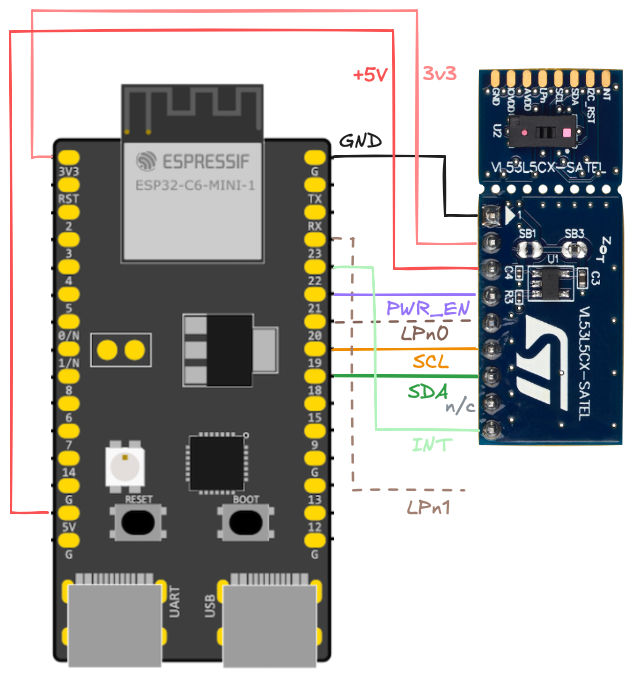 +5V
3v3
GND
ESPRESSIF
ESP32-C6-MINI-1
3V3
RST
2
3
4
5
0/N
1/N
8
6
7
14
G
5V
G
G
TX
RX
23
22
21
20
19
18
15
9
G
13
12
G
RESET
BOOT
UART
USB
PWR_EN
LPn0
SCL
SDA
n/c
INT
LPn1
GND
IOVDD
AVDD
LPn
SCL
SDA
I2C_RST
INT
U2
VL53L5CX-SATEL
1
SB1
SB3
ZOT
U1
C4
C3
R3
VL53L5CX-SATEL
ST